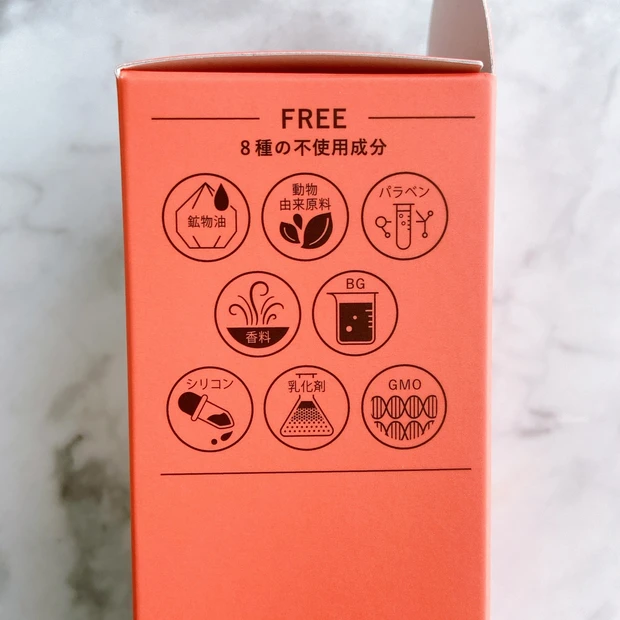 FREE
8種の不使用成分
鉱物油
動物
由来原料
パラベン
香料
BG
シリコン
乳化剤
GMO